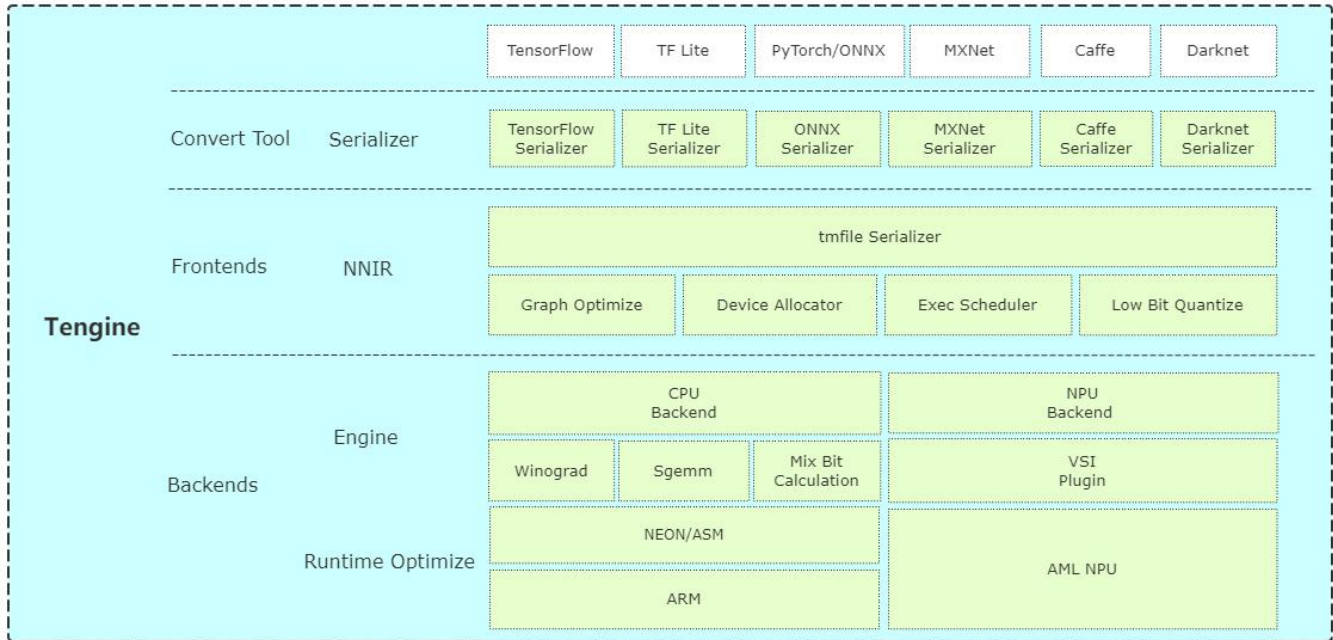 TensorFlow
TF Lite
PyTorch/ONNX
MXNet
Caffe
Darknet
Convert Tool
Serializer
TensorFlow
Serializer
TF Lite
Serializer
ONNX
Serializer
MXNet
Serializer
Caffe
Serializer
Darknet
Serializer
tmfile Serializer
Frontends
NNIR
Graph Optimize
Device Allocator
Exec Scheduler
Low Bit Quantize
Tengine
CPU
Backend
NPU
Backend
Engine
Winograd
Sgemm
Mix Bit
Calculation
VSI
Plugin
Backends
NEON/ASM
Runtime Optimize
AML NPU
ARM